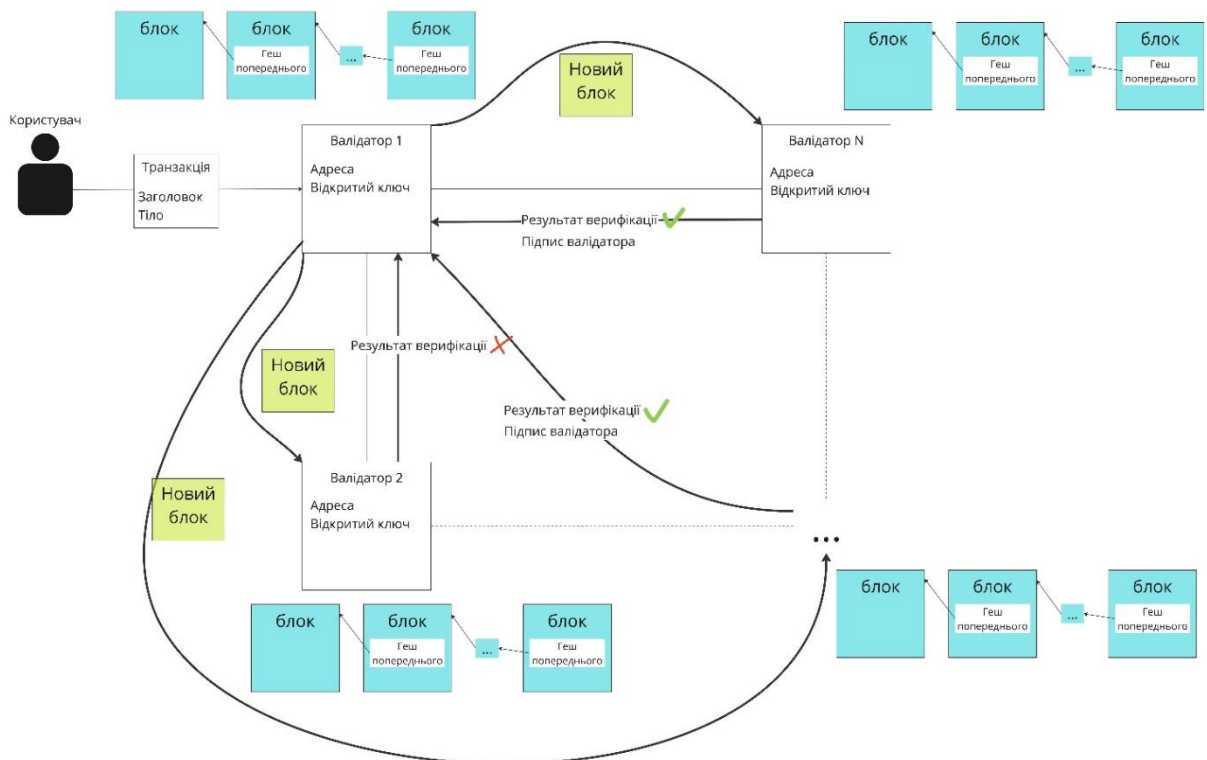 блок
блок
Геш
попереднього
...
блок
Геш
попереднього
блок
блок
Геш
попереднього
...
блок
Геш
попереднього
Новий
блок
Користувач
Транзакція
Заголовок
Тіло
Валідатор 1
Адреса
Відкритий ключ
Валідатор N
Адреса
Відкритий ключ
Результат верифікації
Підпис валідатора
Результат верифікації
Новий
блок
Результат верифікації
Підпис валідатора
Новий
блок
Валідатор 2
Адреса
Відкритий ключ
...
блок
блок
Геш
попереднього
...
блок
Геш
попереднього
блок
блок
Геш
попереднього
...
блок
Геш
попереднього